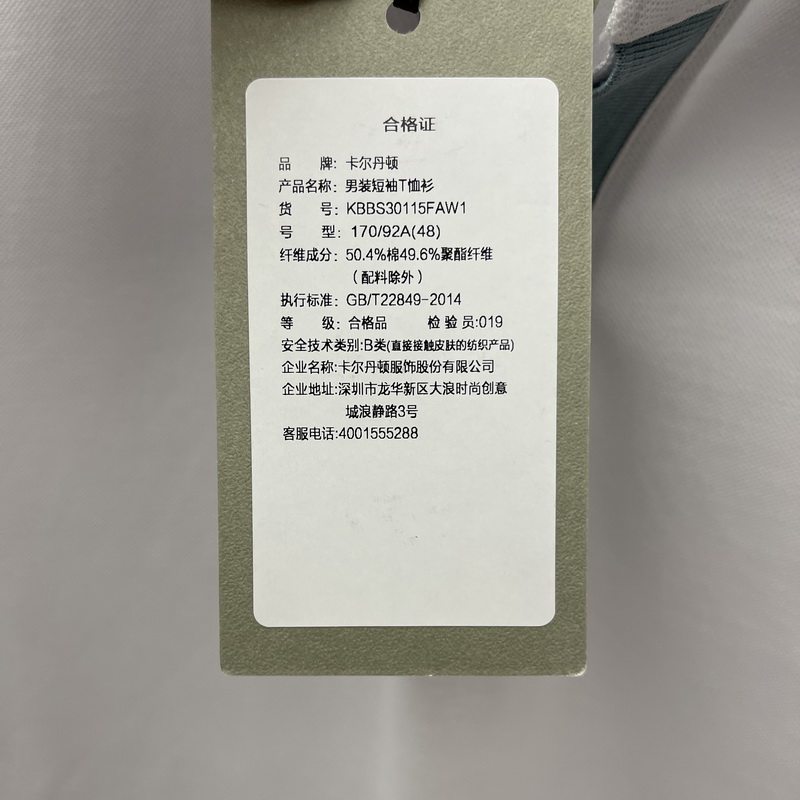 合格证
品 牌: 卡尔丹顿
产品名称: 男装短袖T恤衫
货 号: KBBS30115FAW1
号 型: 170/92A(48)
纤维成分: 50.4%棉49.6%聚酯纤维
(配料除外)
执行标准: GB/T22849-2014
等 级: 合格品 检 验 员:019
安全技术类别:B类(直接接触皮肤的纺织产品)
企业名称:卡尔丹顿服饰股份有限公司
企业地址:深圳市龙华新区大浪时尚创意
城浪静路3号
客服电话:4001555288